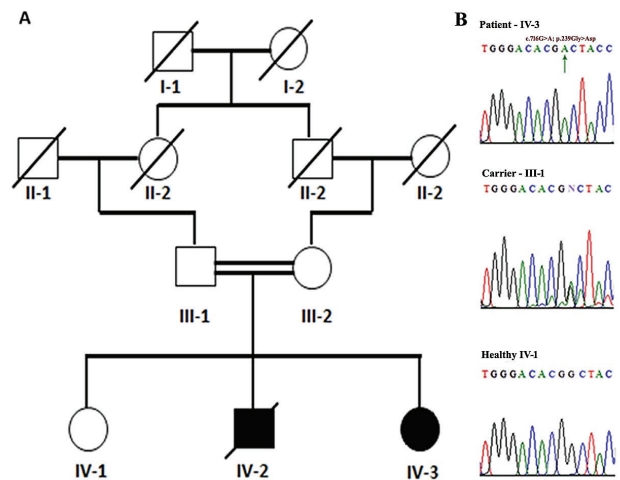 A
I-1
I-2
II-1
II-2
II-2
II-2
III-1
III-2
IV-1
IV-2
IV-3
B
Patient - IV-3
c.716G>A; p.239Gly>Asp
TGGGACACGACTACC
Carrier - III-1
TGGGACACGNCTAC
Healthy IV-1
TGGGACACGGCTAC